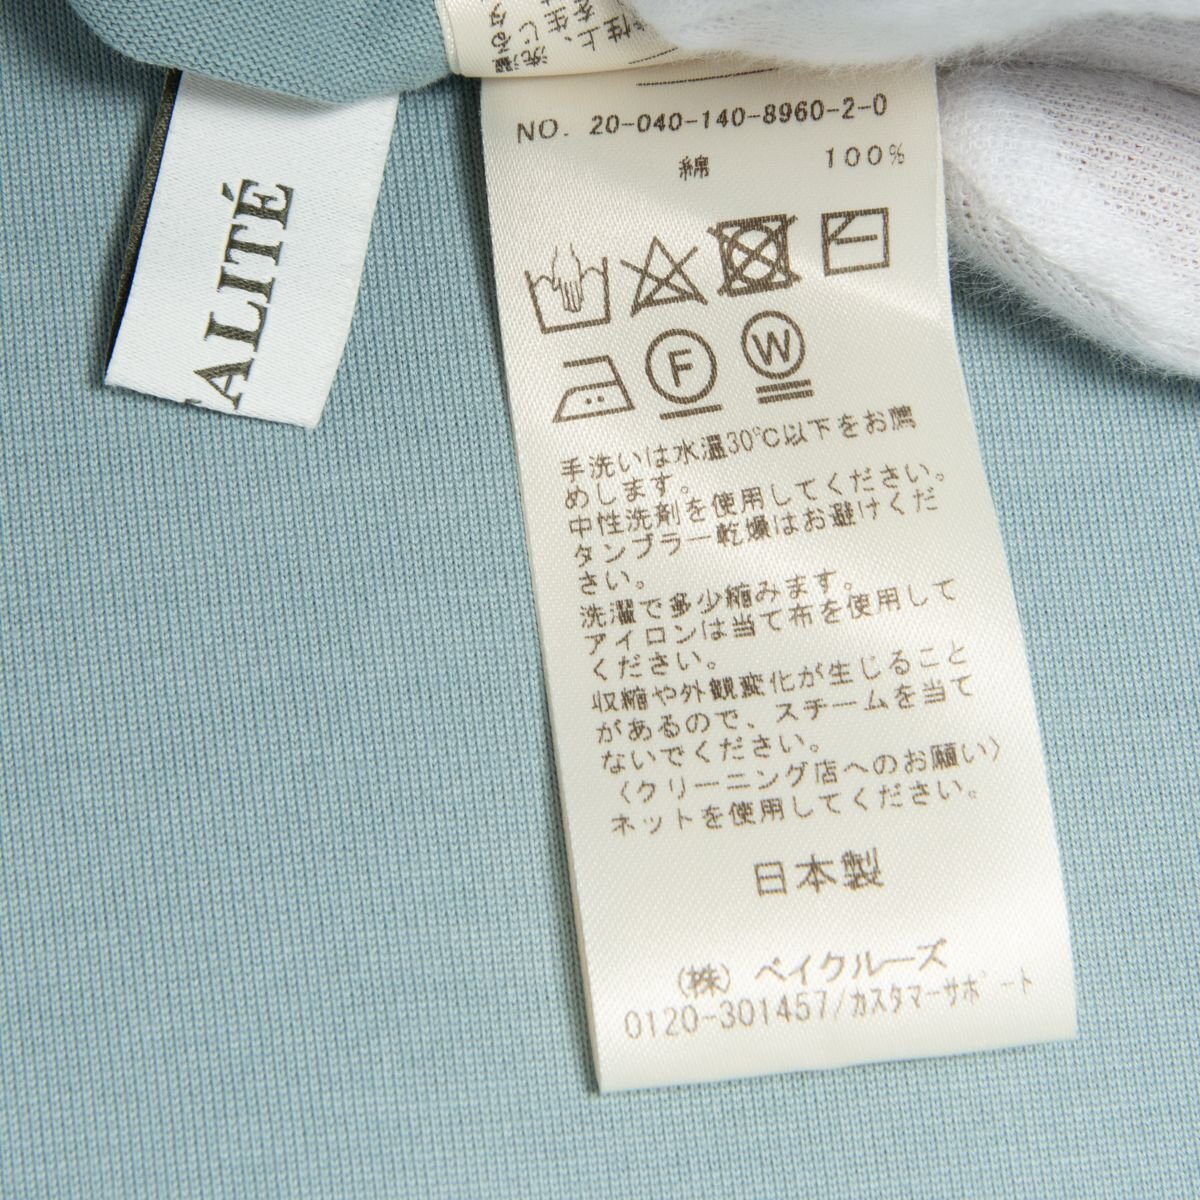 ALITÉ
NO. 20-040-140-8960-2-0
綿 100%
F W
手洗いは水温30℃以下をお薦
めします。
中性洗剤を使用してください。
タンブラー乾燥はお避けくだ
さい。
洗濯で多少縮みます。
アイロンは当て布を使用して
ください。
収縮や外観変化が生じること
があるので、スチームを当て
ないでください。
〈クリーニング店へのお願い〉
ネットを使用してください。
日本製
(株) ベイクルーズ
0120-301457/カスタマーサポート